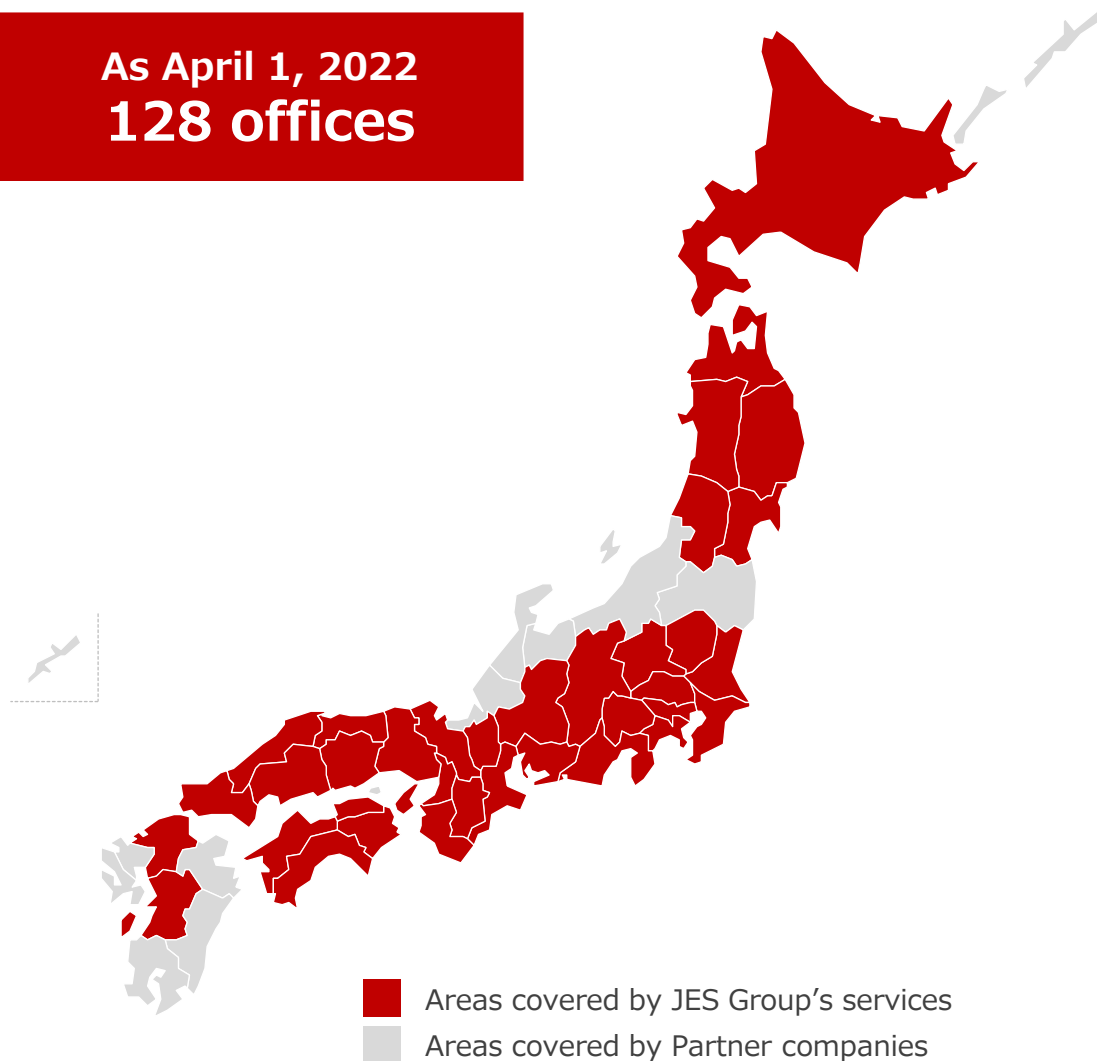 As April 1, 2022
128 offices
Areas covered by JES Group’s services
Areas covered by Partner companies